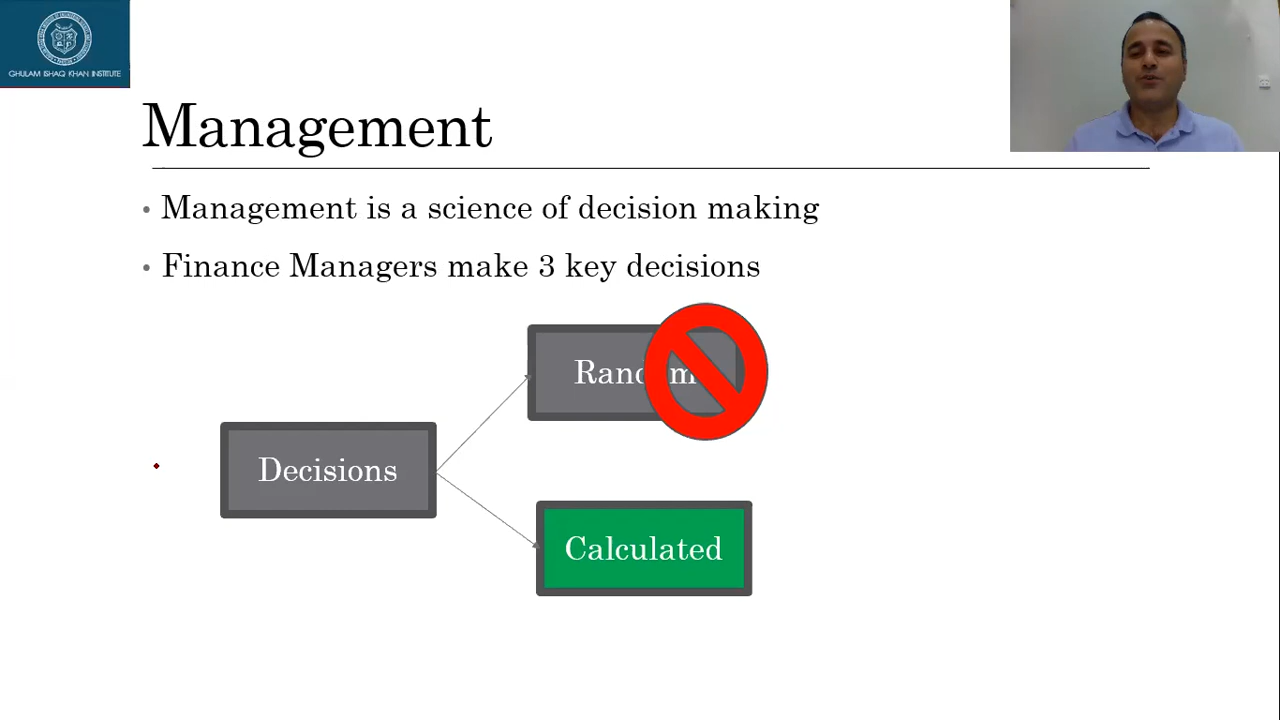 GHULAM ISHAQ KHAN INSTITUTE
Management
• Management is a science of decision making
• Finance Managers make 3 key decisions
Random
Decisions
Calculated